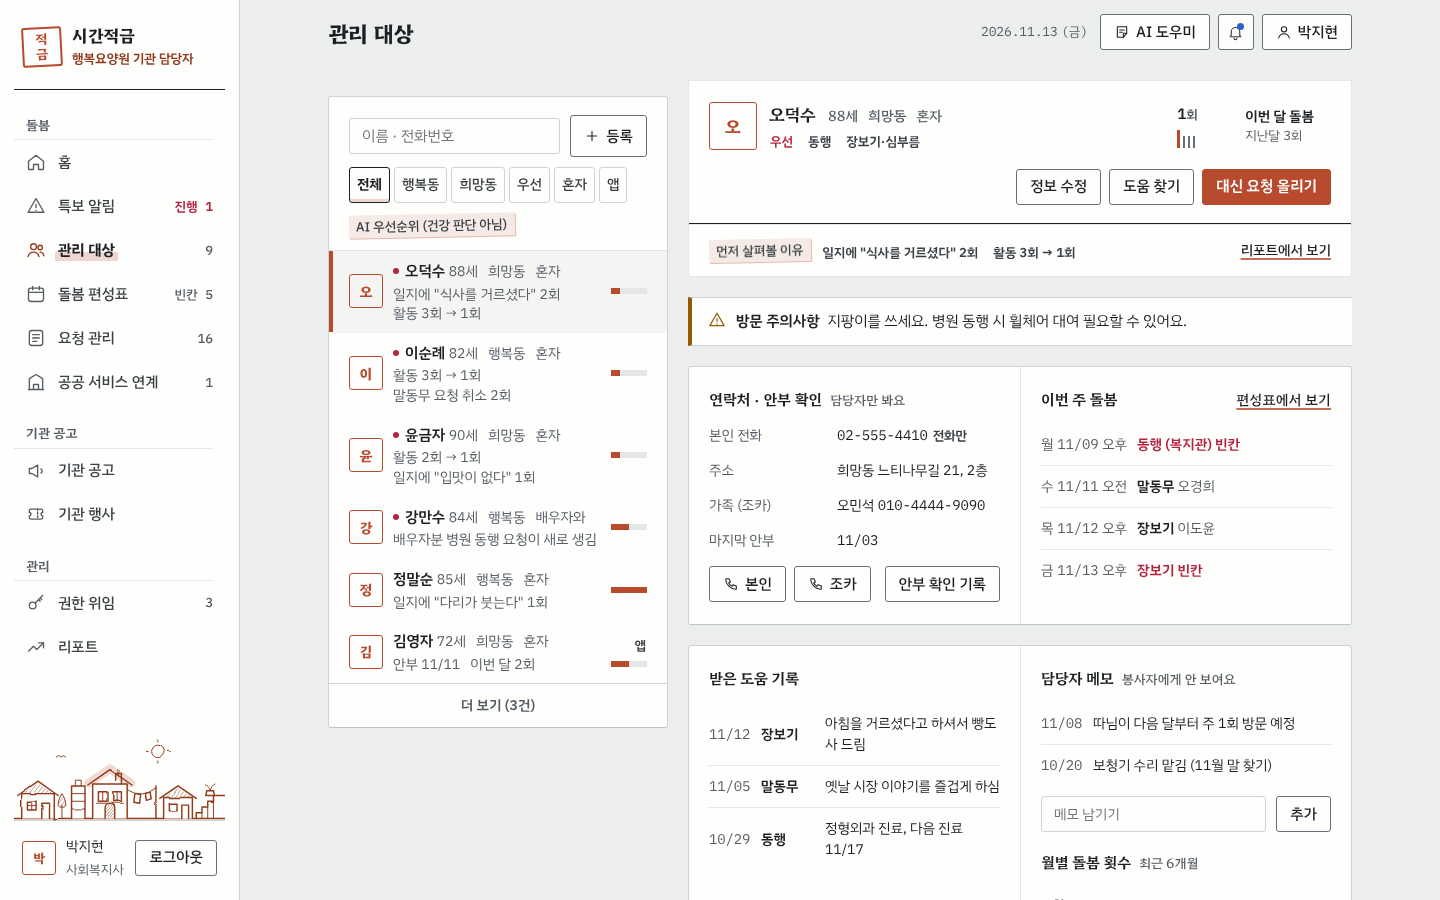 적금
시간적금
행복요양원 기관 담당자
돌봄
홈
특보 알림 진행 1
관리 대상 9
돌봄 편성표 빈칸 5
요청 관리 16
공공 서비스 연계 1
기관 공고
기관 공고
기관 행사
관리
권한 위임 3
리포트
박
박지현
사회복지사
로그아웃
관리 대상
2026.11.13 (금)
AI 도우미
박지현
이름 · 전화번호
등록
전체 행복동 희망동 우선 혼자 앱
AI 우선순위 (건강 판단 아님)
오
오덕수 88세 희망동 혼자
일지에 "식사를 거르셨다" 2회
활동 3회 → 1회
이
이순례 82세 행복동 혼자
활동 3회 → 1회
말동무 요청 취소 2회
윤
윤금자 90세 희망동 혼자
활동 2회 → 1회
일지에 "입맛이 없다" 1회
강
강만수 84세 행복동 배우자와
배우자분 병원 동행 요청이 새로 생김
정
정말순 85세 행복동 혼자
일지에 "다리가 붓는다" 1회
김
김영자 72세 희망동 혼자
앱
안부 11/11 이번 달 2회
더 보기 (3건)
오
오덕수 88세 희망동 혼자
우선 동행 장보기·심부름
1회
이번 달 돌봄
지난달 3회
정보 수정
도움 찾기
대신 요청 올리기
먼저 살펴볼 이유 일지에 "식사를 거르셨다" 2회 활동 3회 → 1회
리포트에서 보기
방문 주의사항 지팡이를 쓰세요. 병원 동행 시 휠체어 대여 필요할 수 있어요.
연락처 · 안부 확인 담당자만 봐요
본인 전화 02-555-4410 전화만
주소 희망동 느티나무길 21, 2층
가족 (조카) 오민석 010-4444-9090
마지막 안부 11/03
본인
조카
안부 확인 기록
이번 주 돌봄
편성표에서 보기
월 11/09 오후 동행 (복지관) 빈칸
수 11/11 오전 말동무 오경희
목 11/12 오후 장보기 이도윤
금 11/13 오후 장보기 빈칸
받은 도움 기록
11/12 장보기 아침을 거르셨다고 하셔서 빵도
사 드림
11/05 말동무 옛날 시장 이야기를 즐겁게 하심
10/29 동행 정형외과 진료, 다음 진료
11/17
담당자 메모 봉사자에게 안 보여요
11/08 따님이 다음 달부터 주 1회 방문 예정
10/20 보청기 수리 맡김 (11월 말 찾기)
메모 남기기
추가
월별 돌봄 횟수 최근 6개월